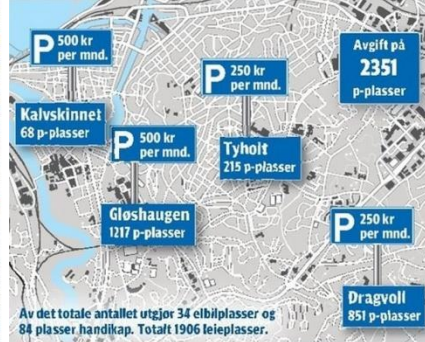 P 500 kr
per mnd.
Kalvskinnet
68 p-plasser
P 500 kr
per mnd.
Gløshaugen
1217 p-plasser
P 250 kr
per mnd.
Tyholt
215 p-plasser
Avgift på
2351
p-plasser
P 250 kr
per mnd.
Dragvoll
851 p-plasser
Av det totale antallet utgjør 34 elbilplasser og
84 plasser handikap. Totalt 1906 leieplasser.